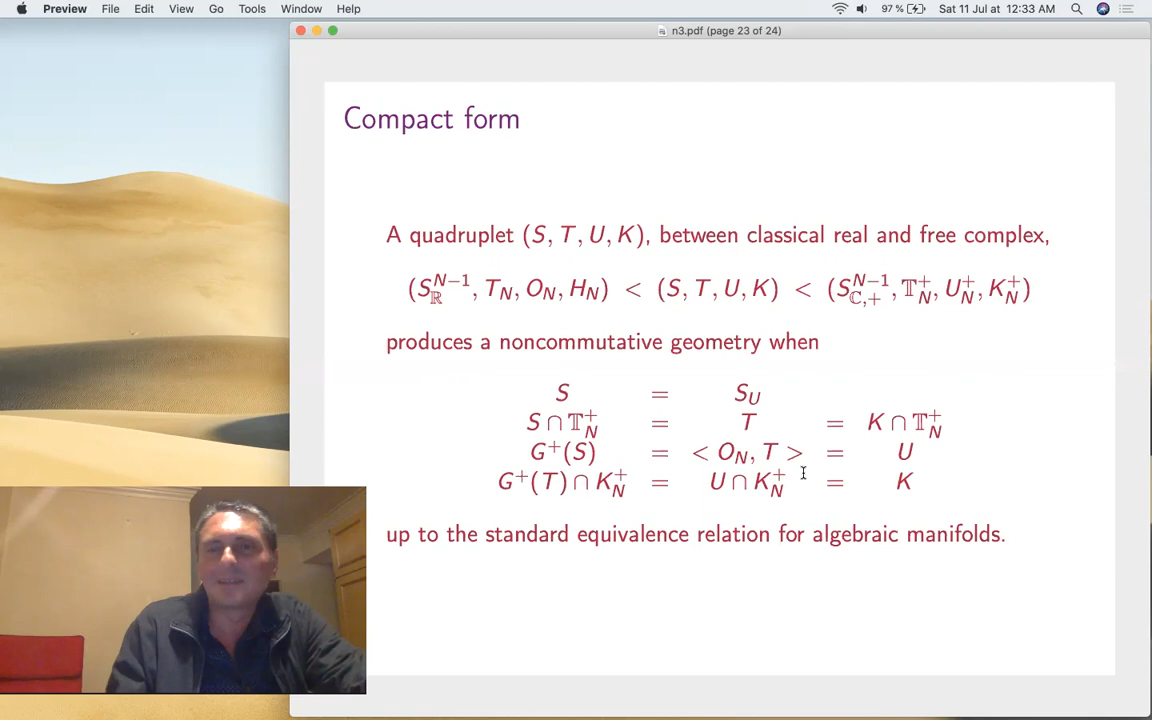 Preview File Edit View Go Tools Window Help 97% Sat 11 Jul at 12:33 AM
n3.pdf (page 23 of 24)
Compact form
A quadruplet (S, T, U, K), between classical real and free complex,
(S_ℝ^{N−1}, T_N, O_N, H_N) < (S, T, U, K) < (S_{ℂ,+}^{N−1}, 𝕋_N^+, U_N^+, K_N^+)
produces a noncommutative geometry when
S = S_U
S ∩ 𝕋_N^+ = T = K ∩ 𝕋_N^+
G^+(S) = < O_N, T > = U
G^+(T) ∩ K_N^+ = U ∩ K_N^+ = K
up to the standard equivalence relation for algebraic manifolds.